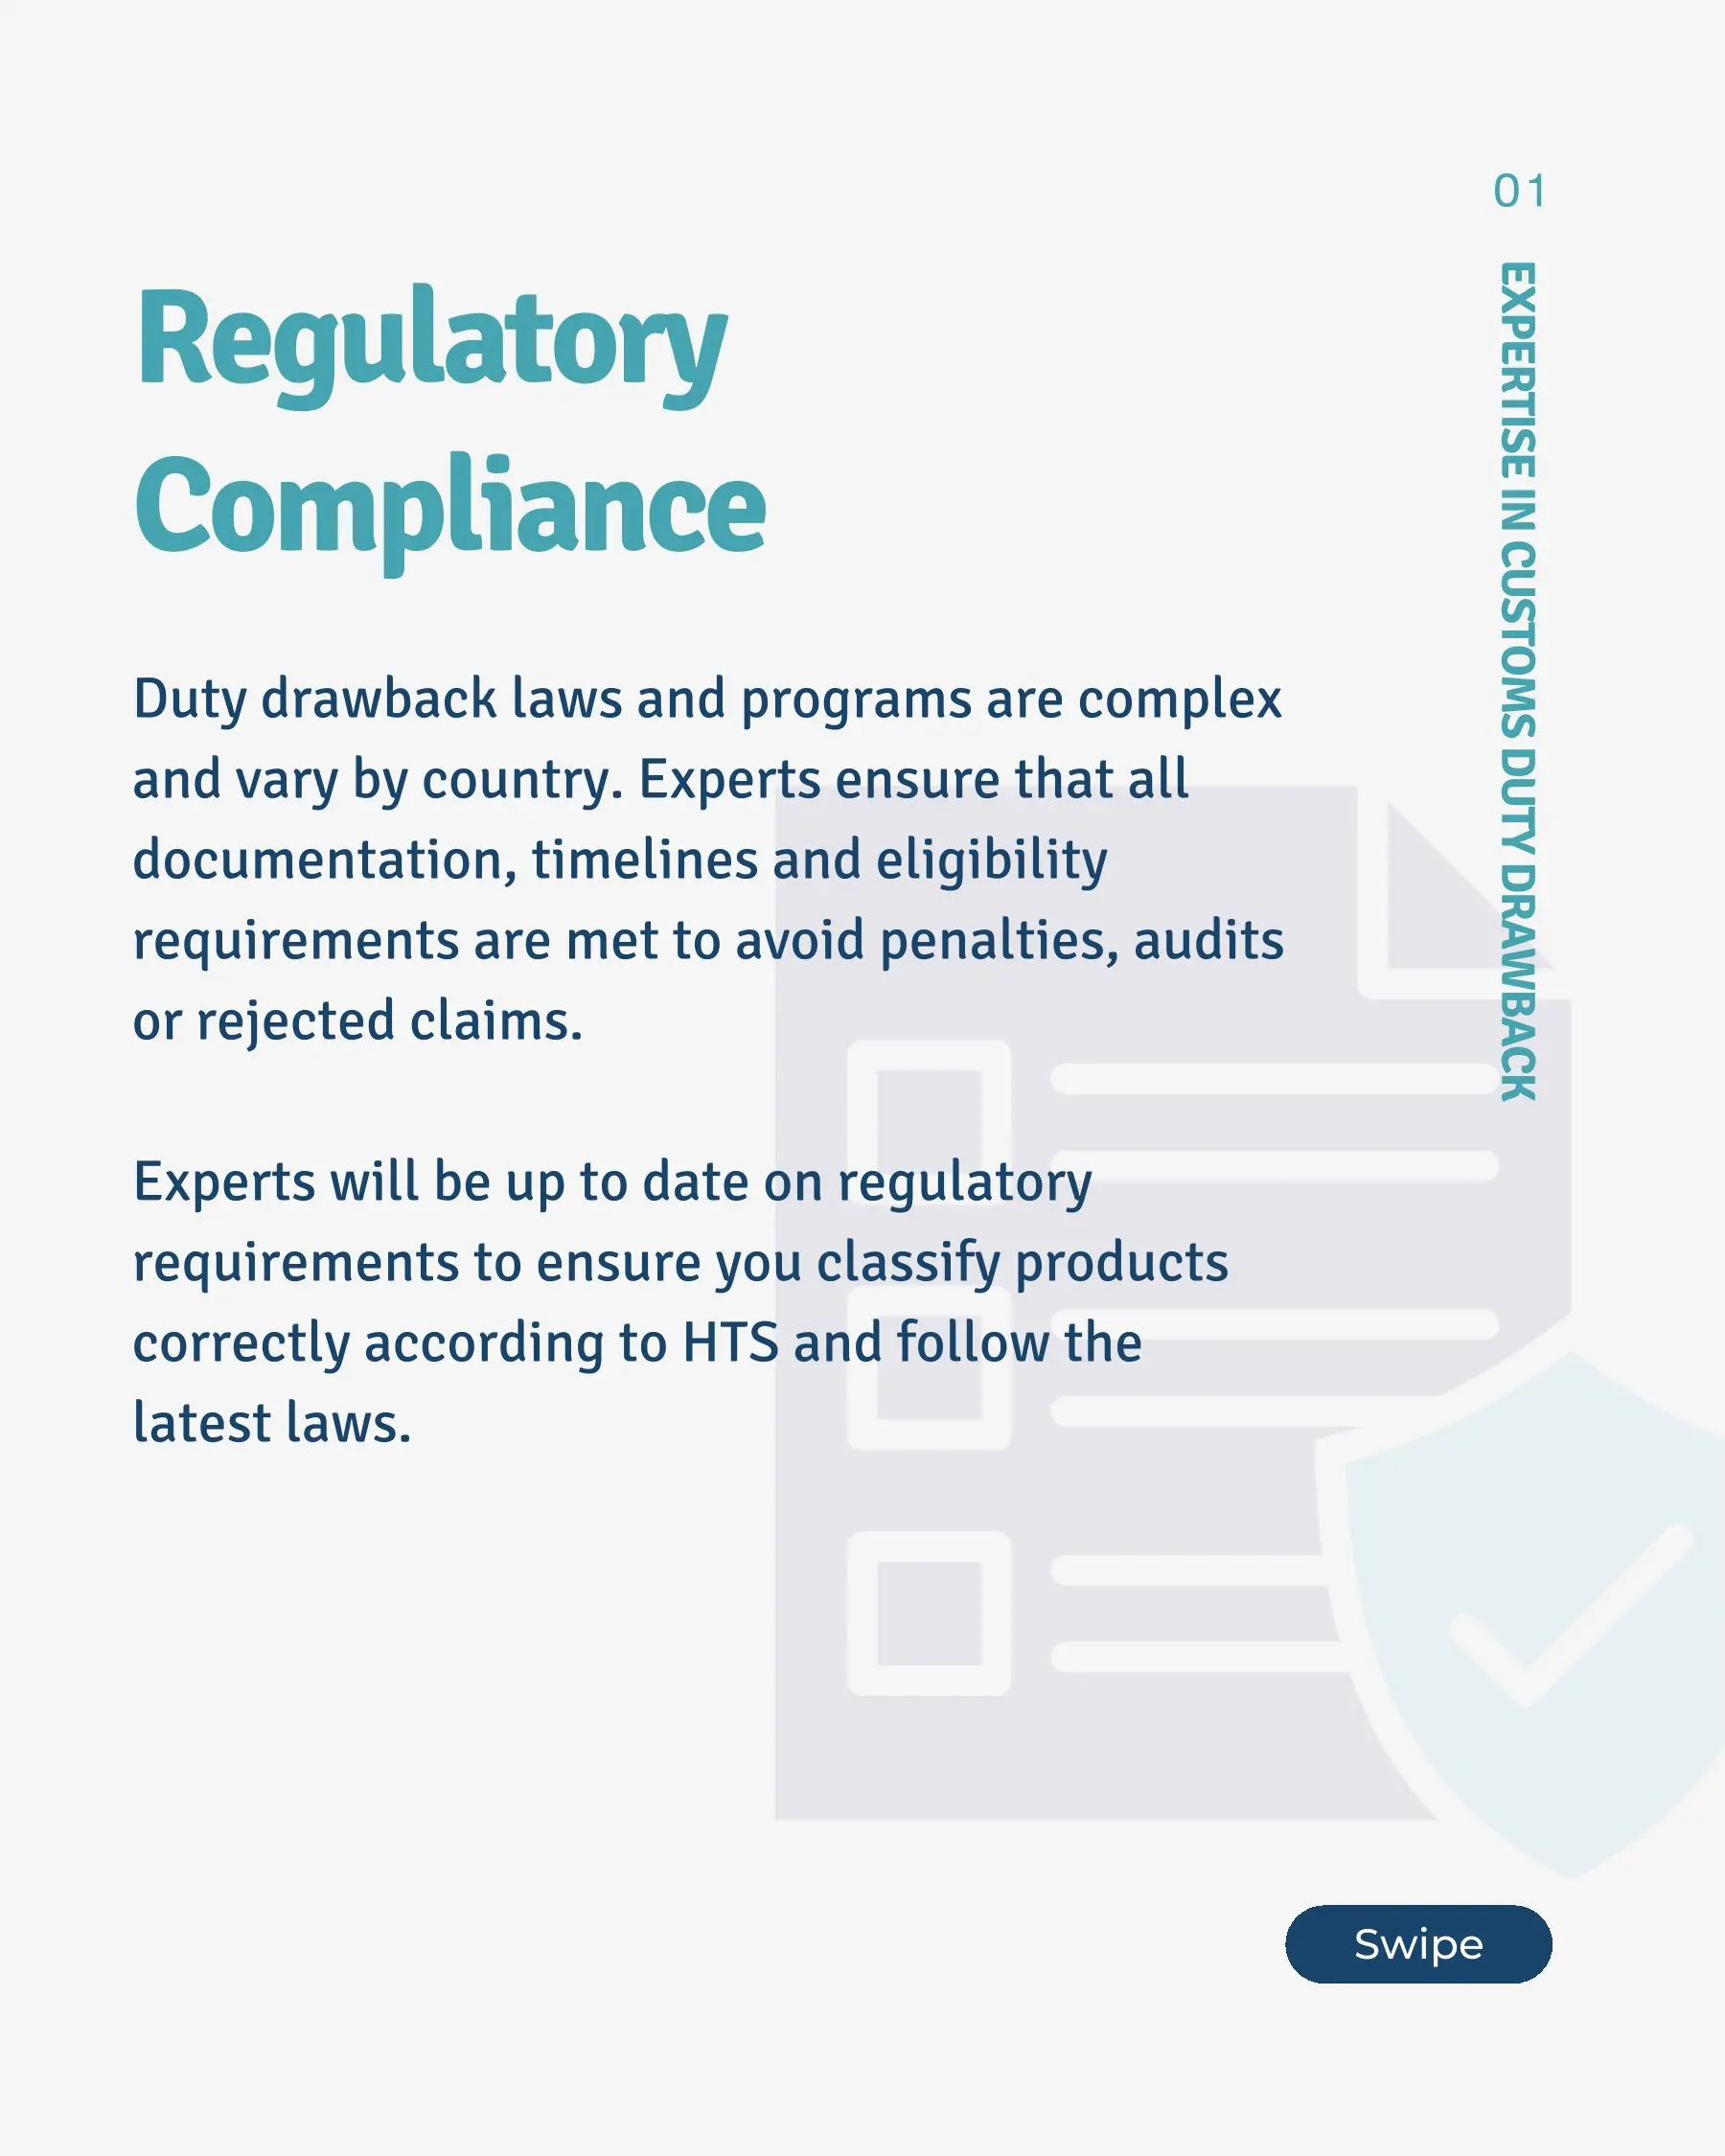 01
EXPERTISE IN CUSTOMS DUTY DRAWBACK
Regulatory
Compliance
Duty drawback laws and programs are complex
and vary by country. Experts ensure that all
documentation, timelines and eligibility
requirements are met to avoid penalties, audits
or rejected claims.
Experts will be up to date on regulatory
requirements to ensure you classify products
correctly according to HTS and follow the
latest laws.
Swipe